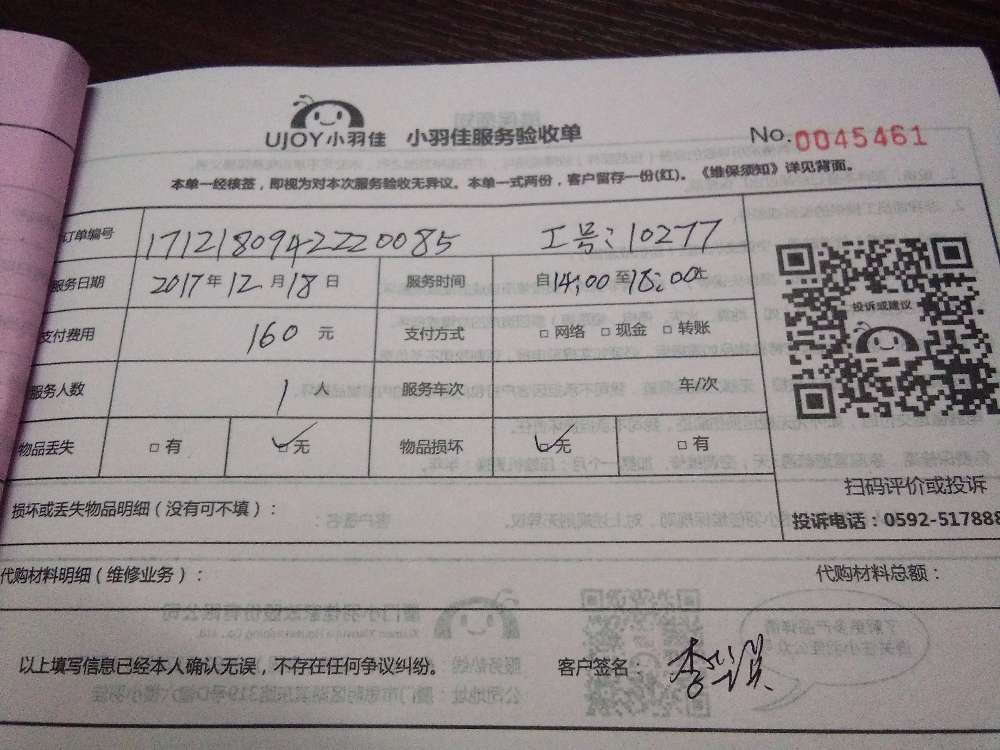 UJOY小羽佳 小羽佳服务验收单 No.0045461
本单一经核签，即视为对本次服务验收无异议。本单一式两份，客户留存一份(红)。《维保须知》详见背面。
订单编号 1712180942220085 工号：10277
服务日期 2017年12月18日 服务时间 自14:00至18:00止
支付费用 160元 支付方式 □网络 □现金 □转账
服务人数 1人 服务车次 车/次
物品丢失 □有 ☑无 物品损坏 ☑无 □有
投诉或建议
扫码评价或投诉
损坏或丢失物品明细（没有可不填）： 投诉电话：0592-517888
代购材料明细（维修业务）： 代购材料总额：
以上填写信息已经本人确认无误，不存在任何争议纠纷。 客户签名：李